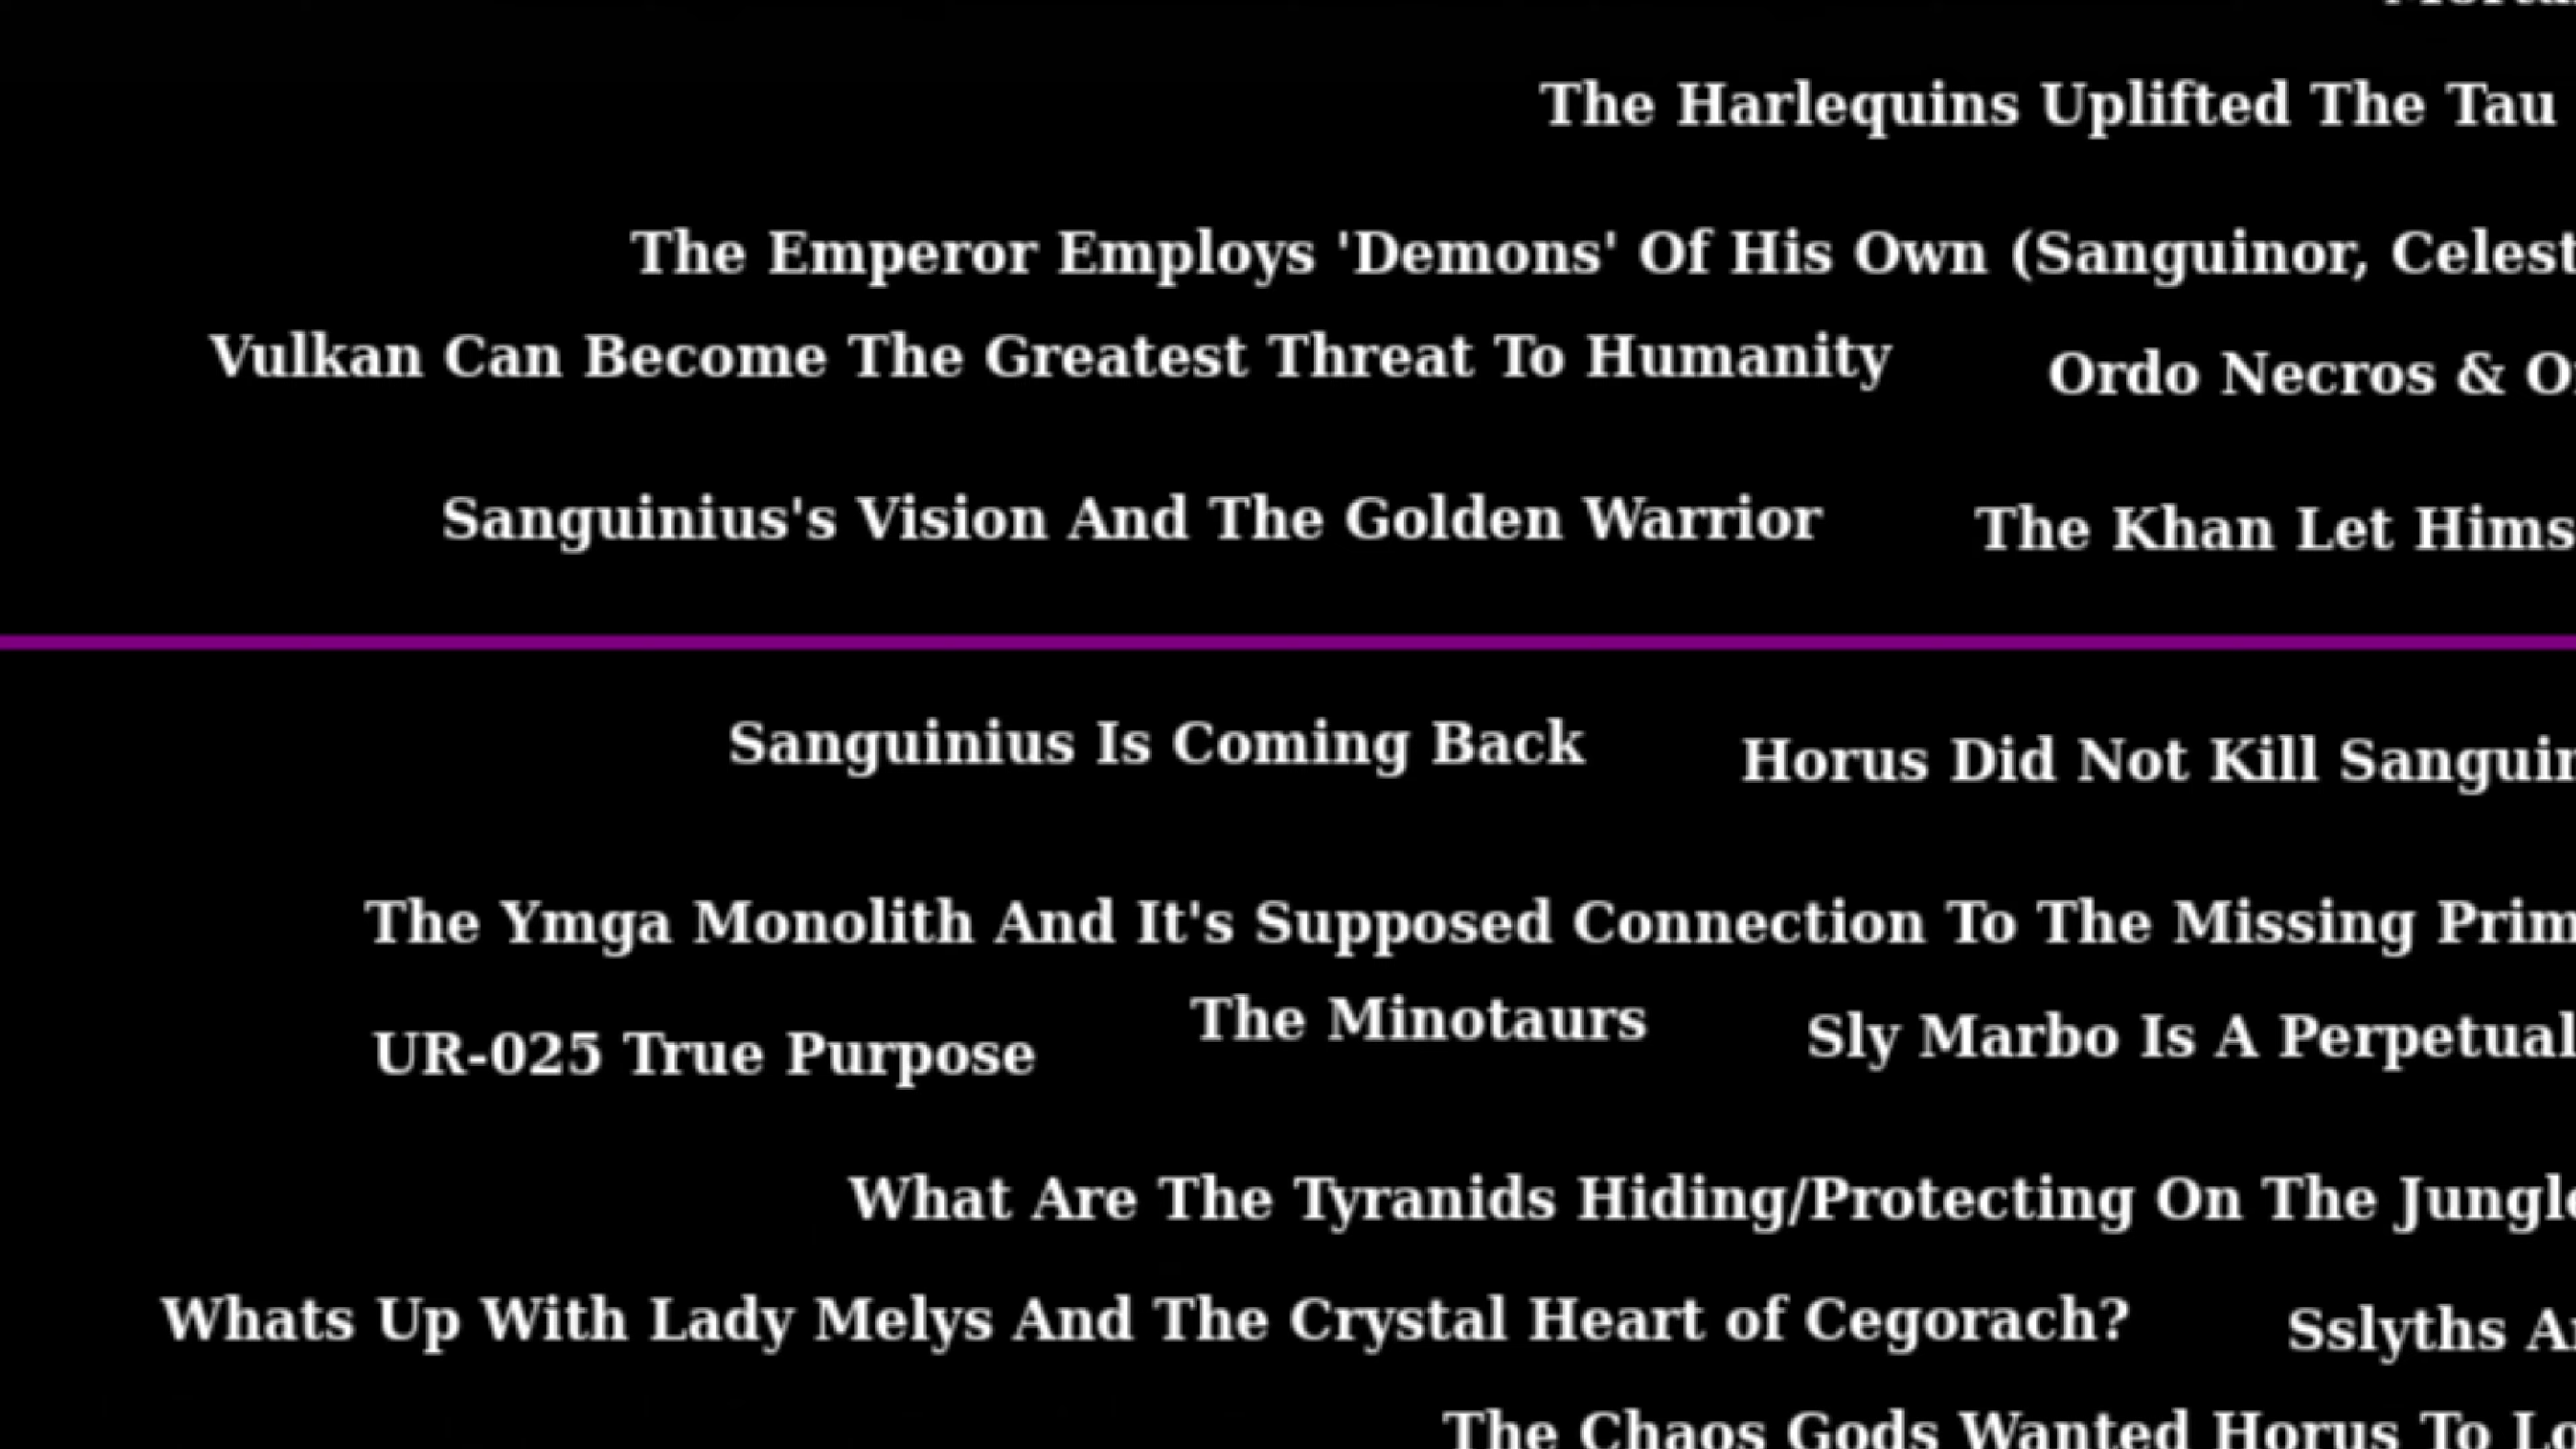 The Harlequins Uplifted The Tau
The Emperor Employs 'Demons' Of His Own (Sanguinor,
Vulkan Can Become The Greatest Threat To Humanity
Ordo Necros &
Sanguinius's Vision And The Golden Warrior
The Khan Let
Sanguinius Is Coming Back
Horus Did Not Kill
The Ymga Monolith And It's Supposed Connection To The Missing
UR-025 True Purpose
The Minotaurs
Sly Marbo Is A Perpetual
What Are The Tyranids Hiding/Protecting On The
Whats Up With Lady Melys And The Crystal Heart of Cegorach?
Sslyths
The Chaos Gods Wanted Horus To